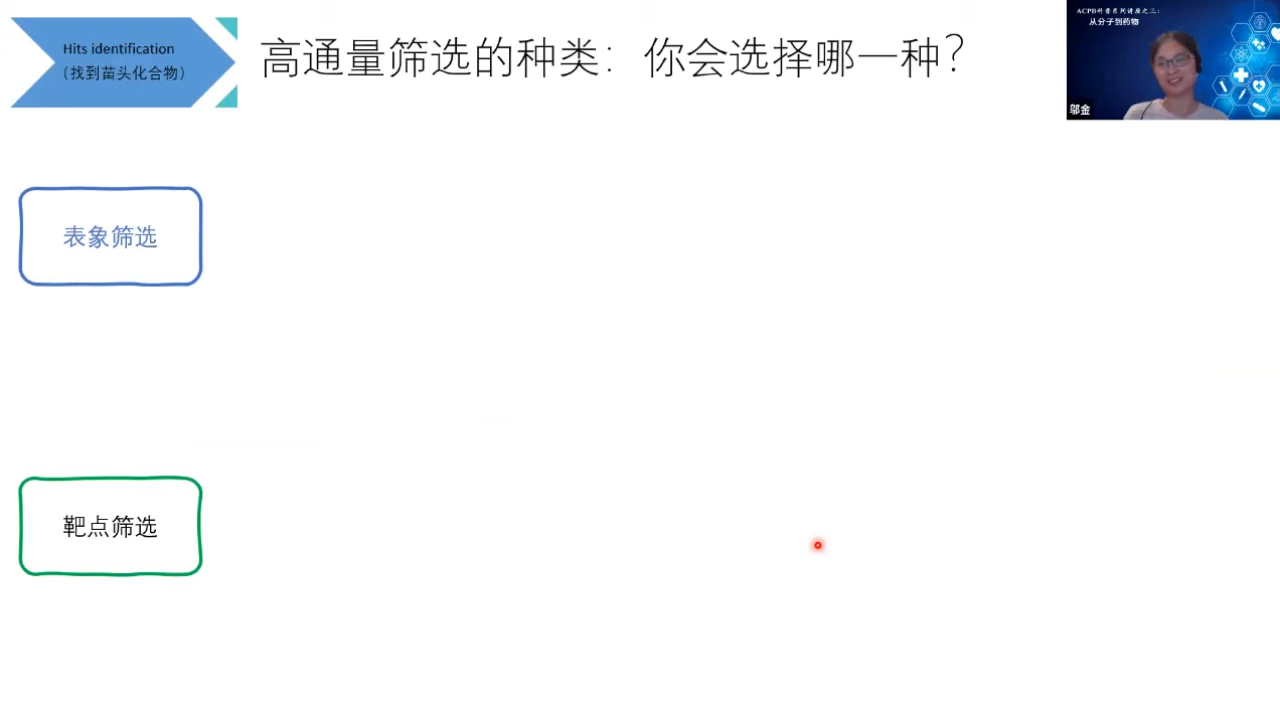 Hits identification
（找到苗头化合物）
高通量筛选的种类：你会选择哪一种？
ACPB科普系列讲座之三：
从分子到药物
邬金
表象筛选
靶点筛选